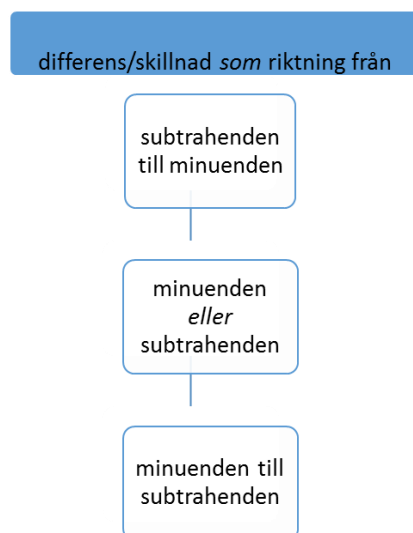 differens/skillnad som riktning från
subtrahenden
till minuenden
minuenden
eller
subtrahenden
minuenden till
subtrahenden